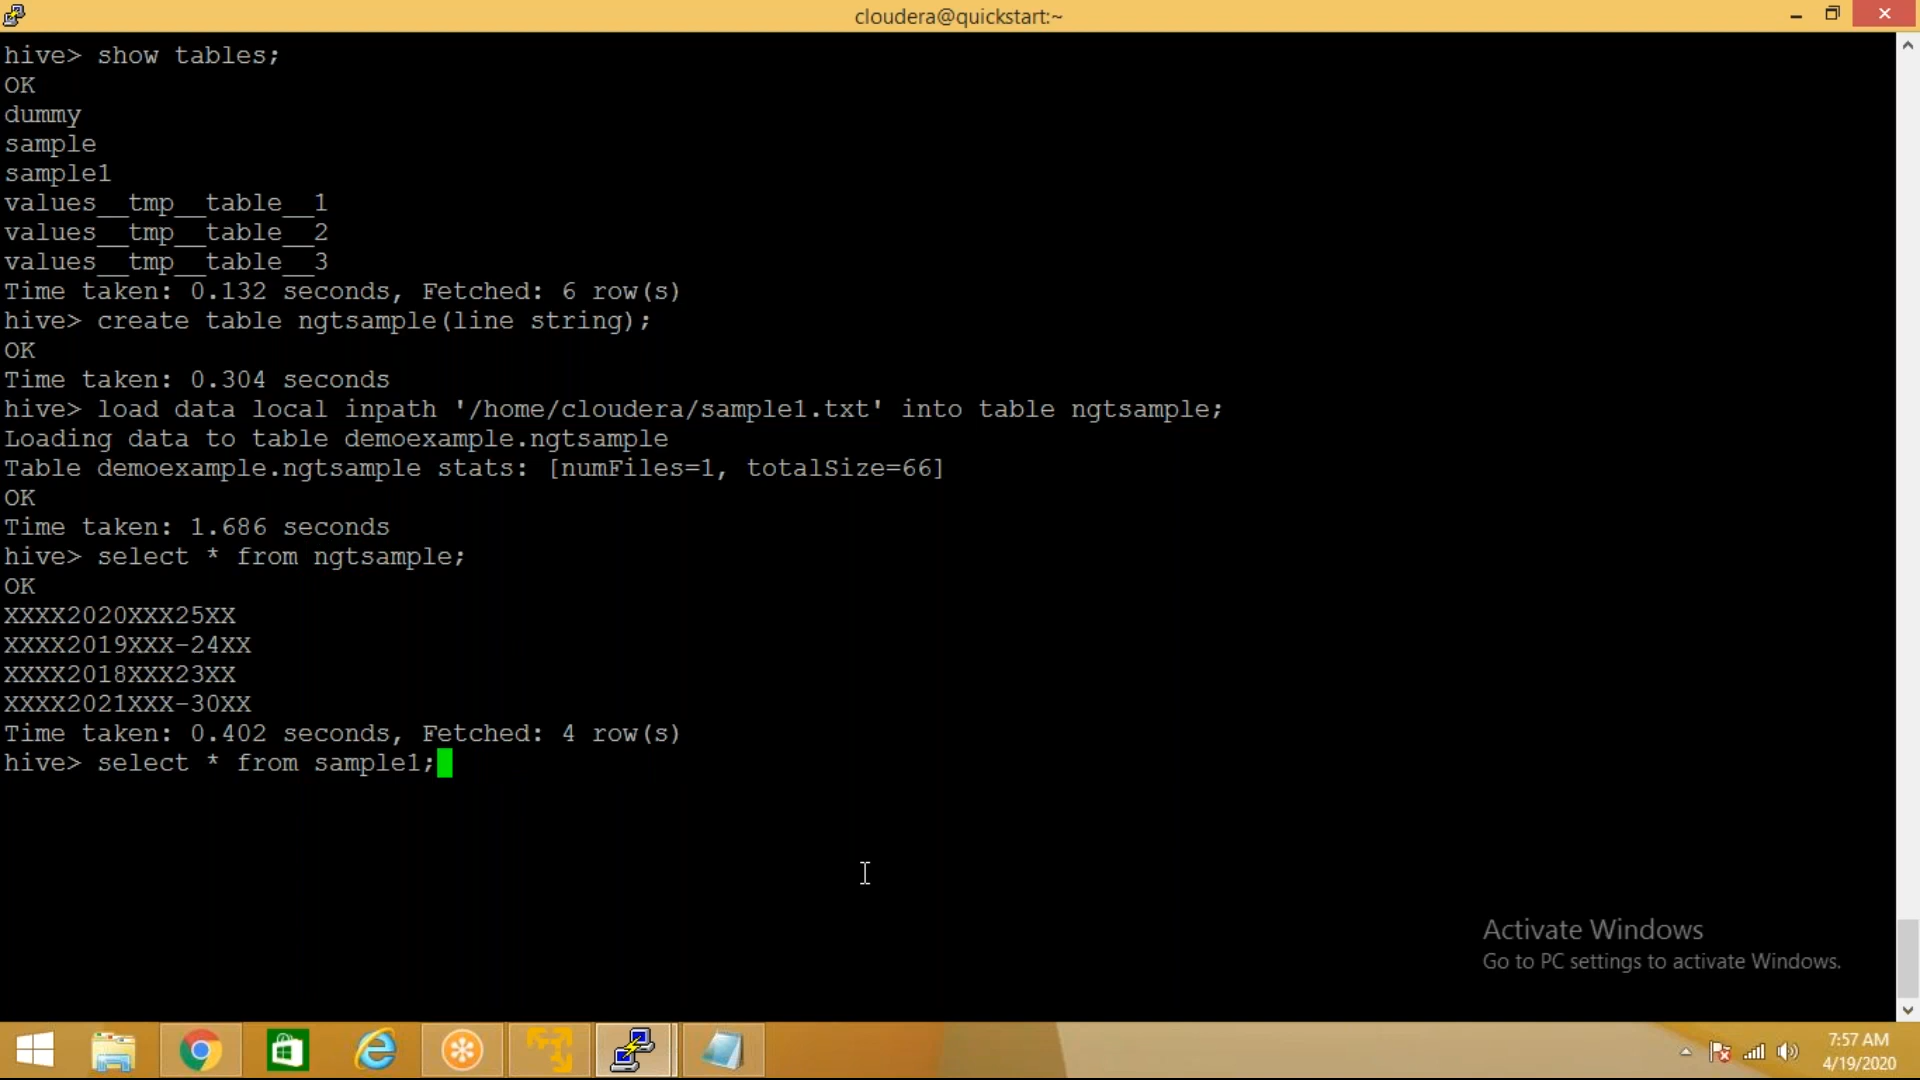 cloudera@quickstart:~
hive> show tables;
OK
dummy
sample
sample1
values__tmp__table__1
values__tmp__table__2
values__tmp__table__3
Time taken: 0.132 seconds, Fetched: 6 row(s)
hive> create table ngtsample(line string);
OK
Time taken: 0.304 seconds
hive> load data local inpath '/home/cloudera/sample1.txt' into table ngtsample;
Loading data to table demoexample.ngtsample
Table demoexample.ngtsample stats: [numFiles=1, totalSize=66]
OK
Time taken: 1.686 seconds
hive> select * from ngtsample;
OK
XXXX2020XXX25XX
XXXX2019XXX-24XX
XXXX2018XXX23XX
XXXX2021XXX-30XX
Time taken: 0.402 seconds, Fetched: 4 row(s)
hive> select * from sample1;
Activate Windows
Go to PC settings to activate Windows.
7:57 AM
4/19/2020